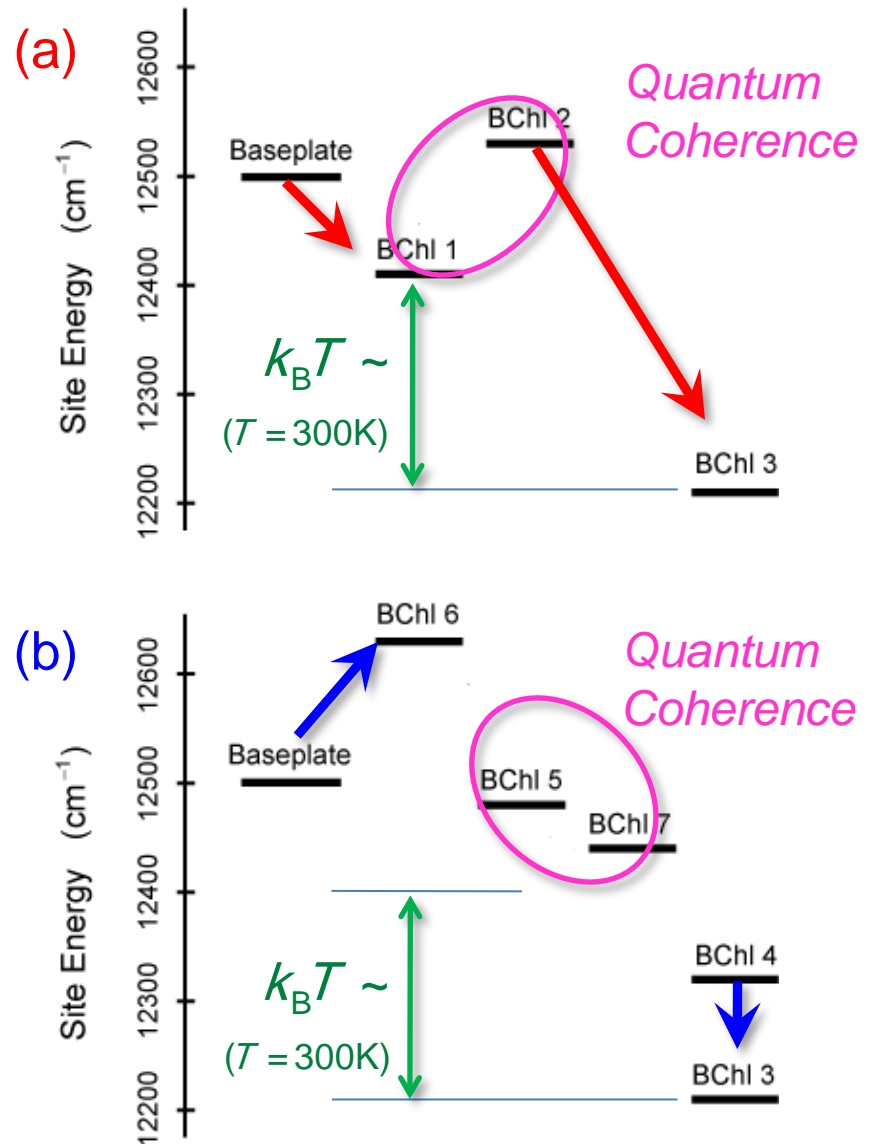 (a)
Quantum
Coherence
BChl 2
Baseplate
BChl 1
k_BT ~
(T = 300K)
BChl 3
Site Energy (cm⁻¹)
12600
12500
12400
12300
12200
(b)
BChl 6
Quantum
Coherence
Baseplate
BChl 5
BChl 7
k_BT ~
(T = 300K)
BChl 4
BChl 3
Site Energy (cm⁻¹)
12600
12500
12400
12300
12200